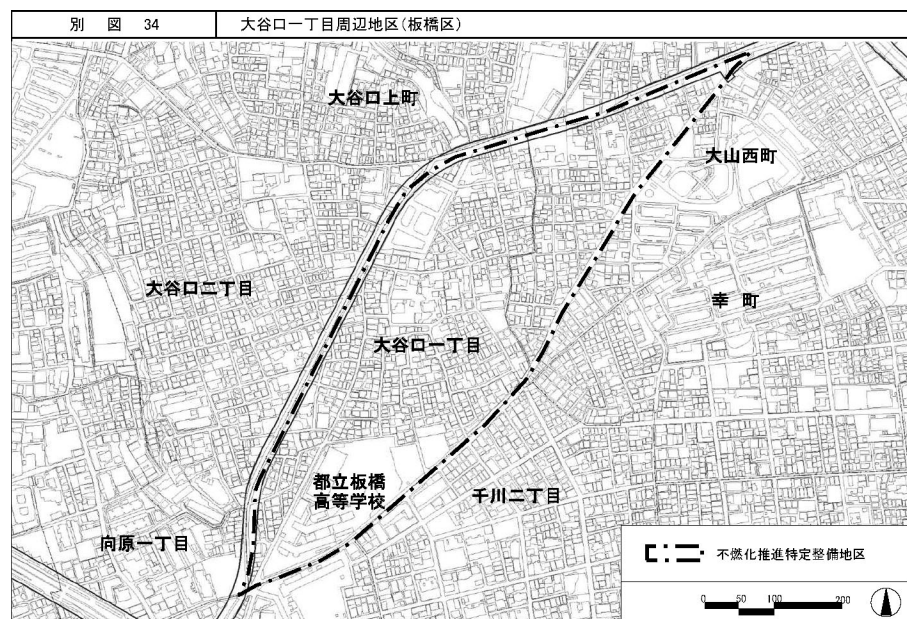 別 図 34
大谷口一丁目周辺地区(板橋区)
大谷口上町
大山西町
大谷口二丁目
幸 町
大谷口一丁目
都立板橋
高等学校
千川二丁目
向原一丁目
不燃化推進特定整備地区
0 50 100 200